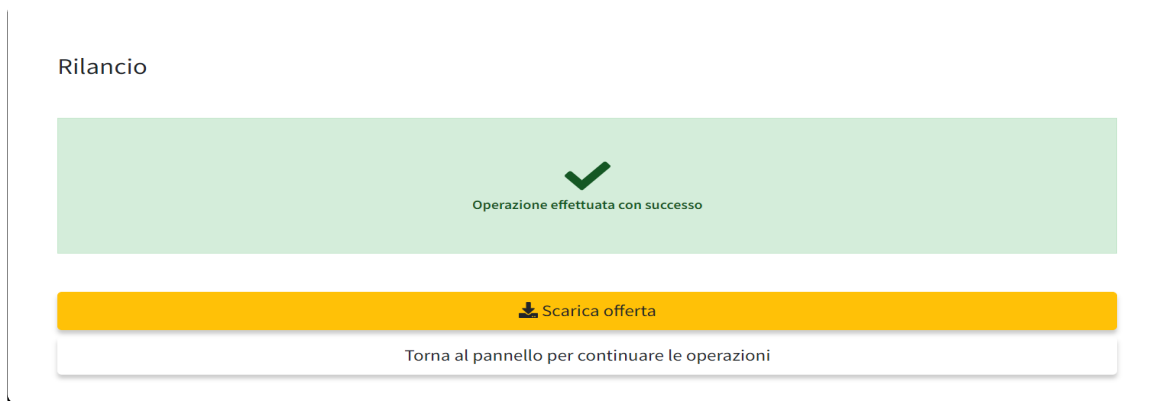 Rilancio
Operazione effettuata con successo
Scarica offerta
Torna al pannello per continuare le operazioni